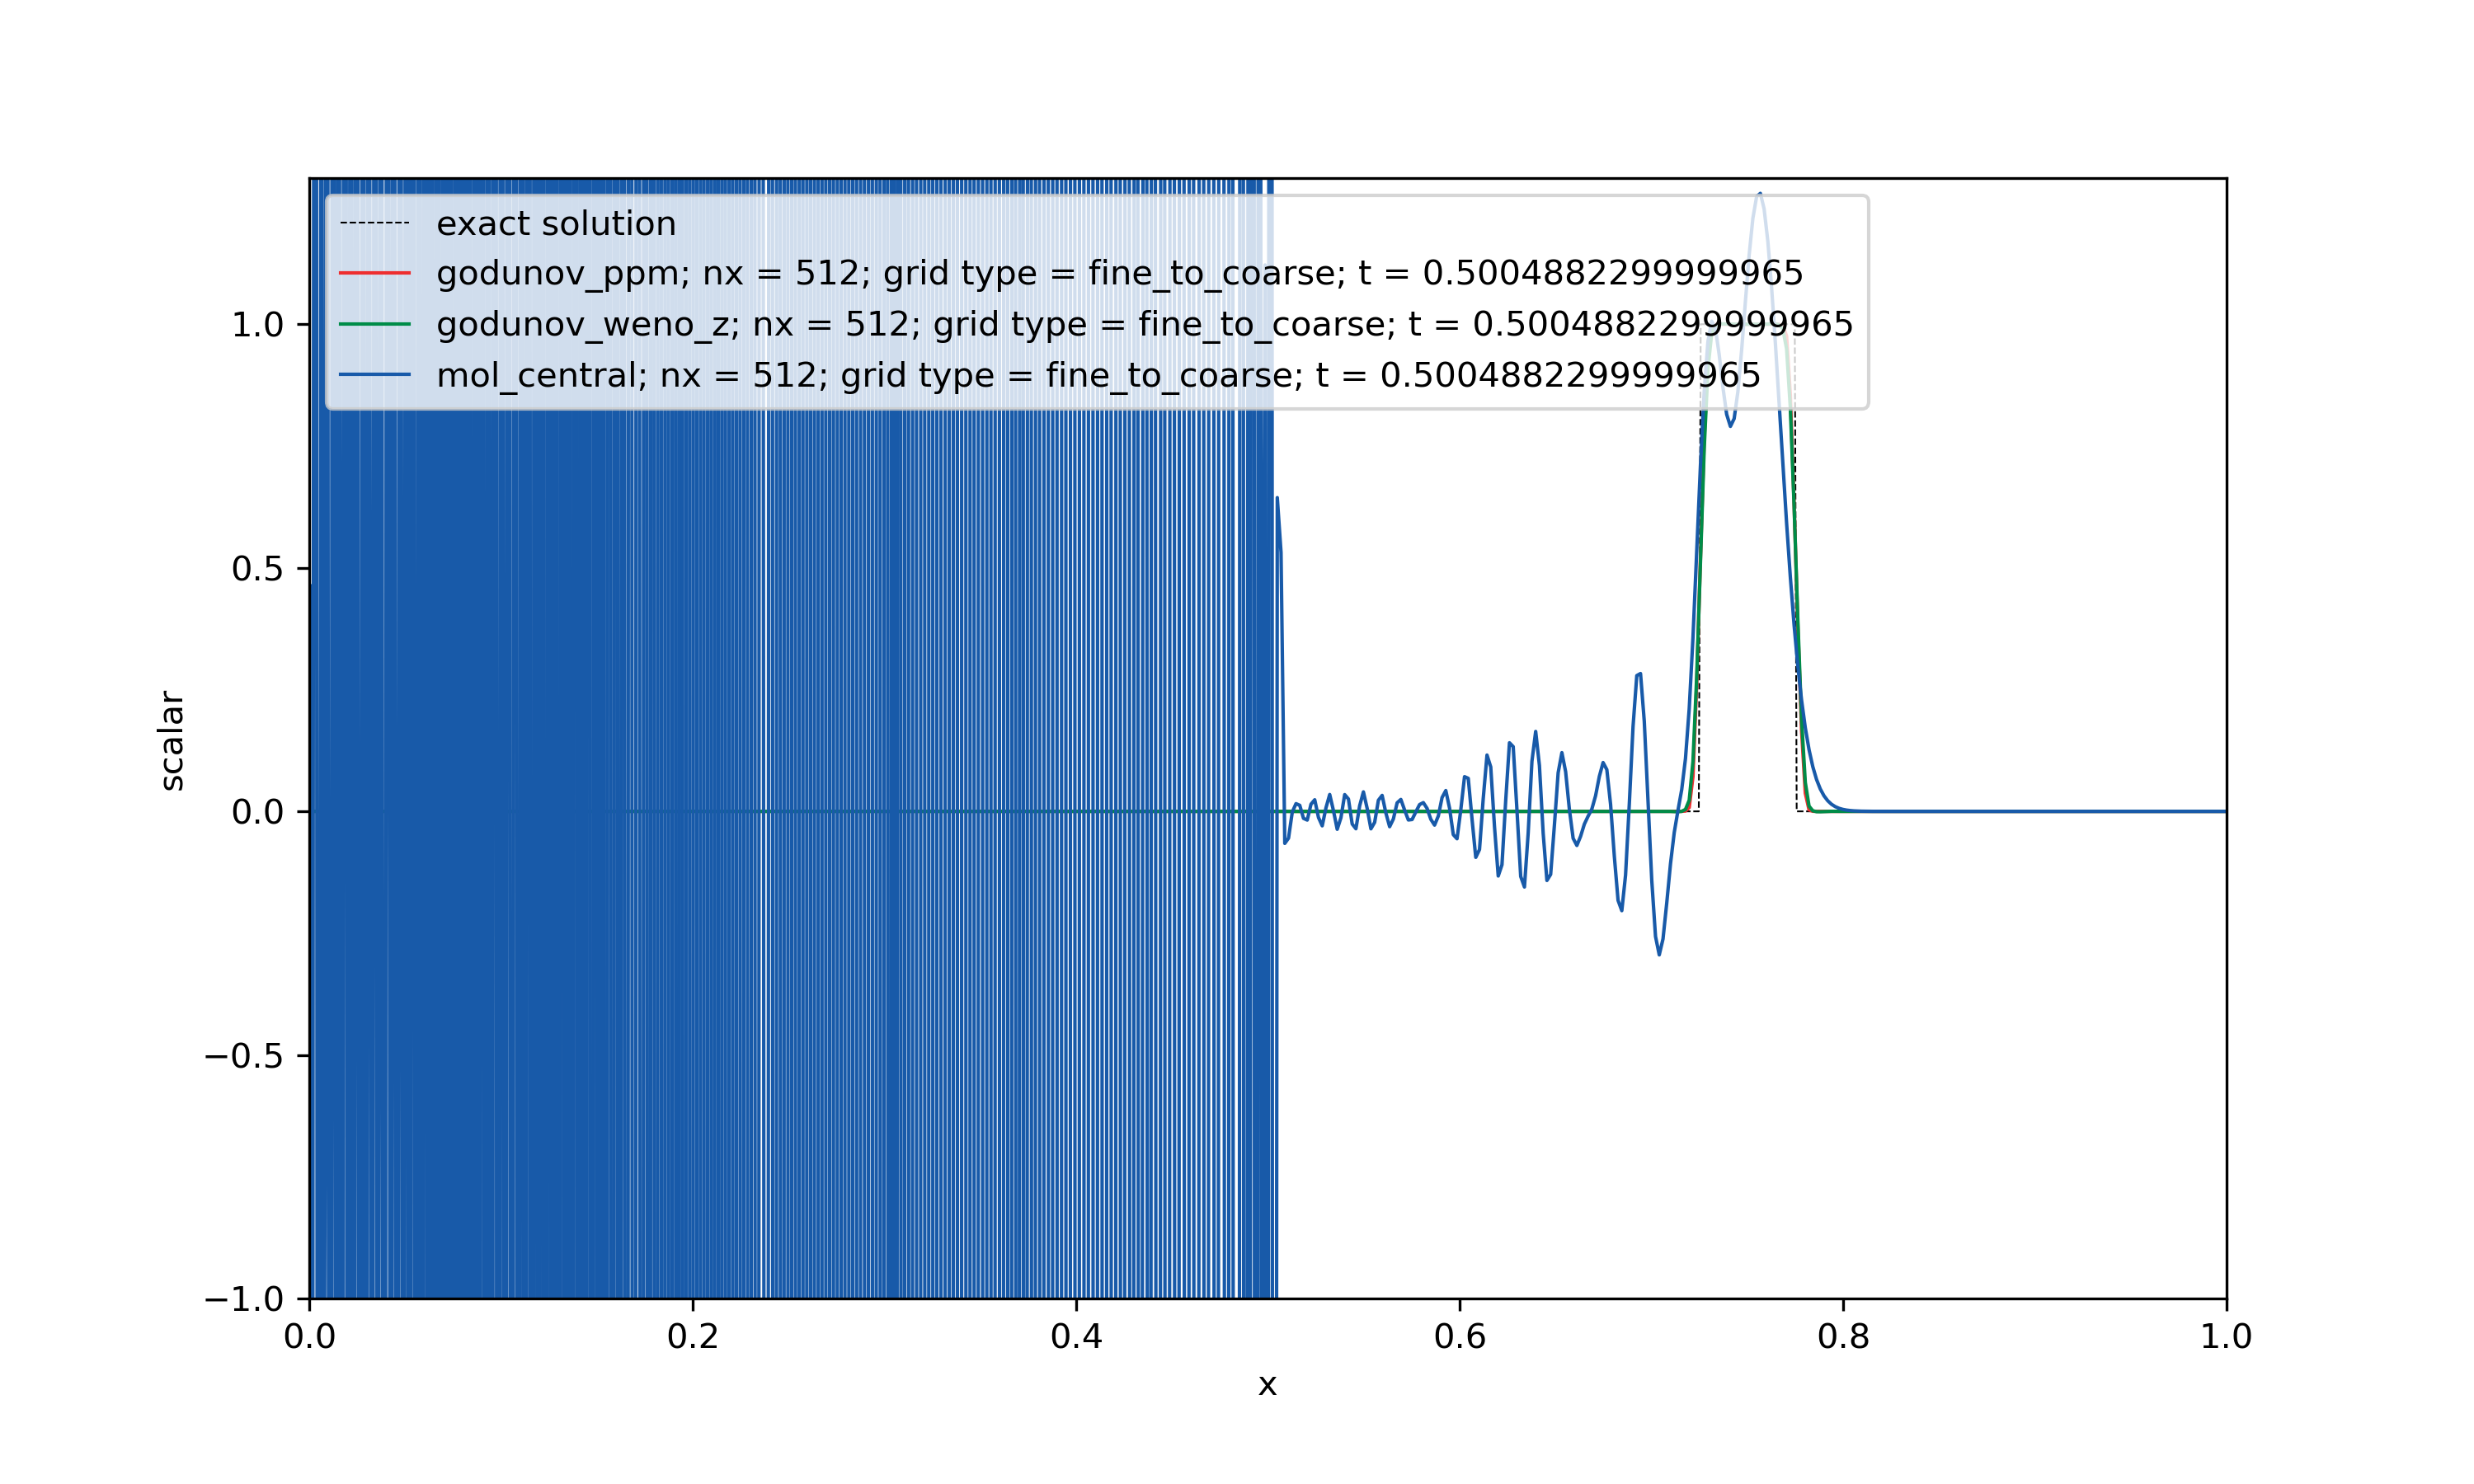 exact solution
godunov_ppm; nx = 512; grid type = fine_to_coarse; t = 0.5004882299999965
godunov_weno_z; nx = 512; grid type = fine_to_coarse; t = 0.5004882299999965
mol_central; nx = 512; grid type = fine_to_coarse; t = 0.5004882299999965
1.0
0.5
0.0
−0.5
−1.0
scalar
0.0 0.2 0.4 0.6 0.8 1.0
x